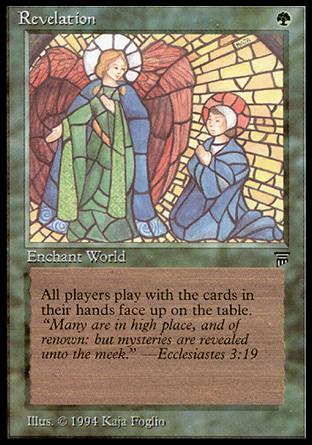 Revelation
Enchant World
All players play with the cards in
their hands face up on the table.
"Many are in high place, and of
renown: but mysteries are revealed
unto the meek." —Ecclesiastes 3:19
Illus. © 1994 Kaja Foglio